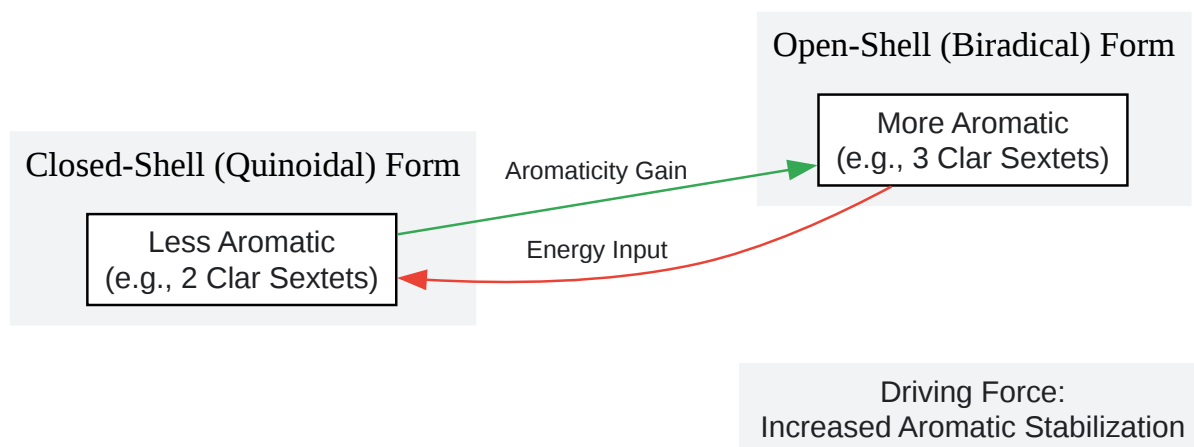 Open-Shell (Biradical) Form
More Aromatic
(e.g., 3 Clar Sextets)
Closed-Shell (Quinoidal) Form
Less Aromatic
(e.g., 2 Clar Sextets)
Aromaticity Gain
Energy Input
Driving Force:
Increased Aromatic Stabilization